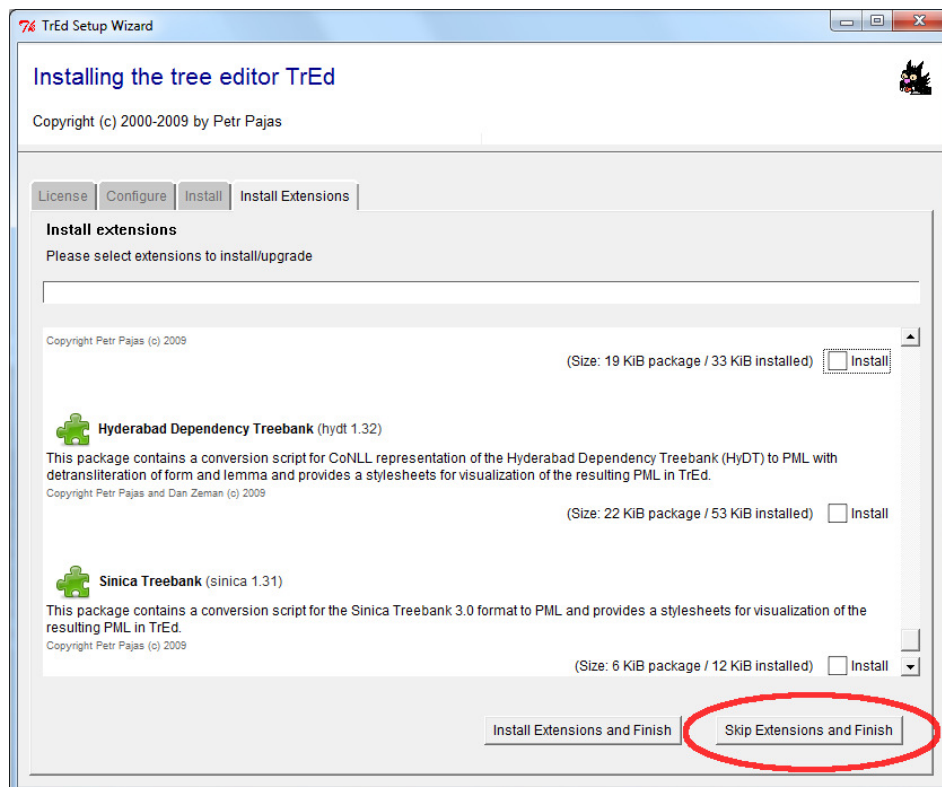 TrEd Setup Wizard
Installing the tree editor TrEd
Copyright (c) 2000-2009 by Petr Pajas
License Configure Install Install Extensions
Install extensions
Please select extensions to install/upgrade
Copyright Petr Pajas (c) 2009
(Size: 19 KiB package / 33 KiB installed) Install
Hyderabad Dependency Treebank (hydt 1.32)
This package contains a conversion script for CoNLL representation of the Hyderabad Dependency Treebank (HyDT) to PML with
detransliteration of form and lemma and provides a stylesheets for visualization of the resulting PML in TrEd.
Copyright Petr Pajas and Dan Zeman (c) 2009
(Size: 22 KiB package / 53 KiB installed) Install
Sinica Treebank (sinica 1.31)
This package contains a conversion script for the Sinica Treebank 3.0 format to PML and provides a stylesheets for visualization of the
resulting PML in TrEd.
Copyright Petr Pajas (c) 2009
(Size: 6 KiB package / 12 KiB installed) Install
Install Extensions and Finish Skip Extensions and Finish